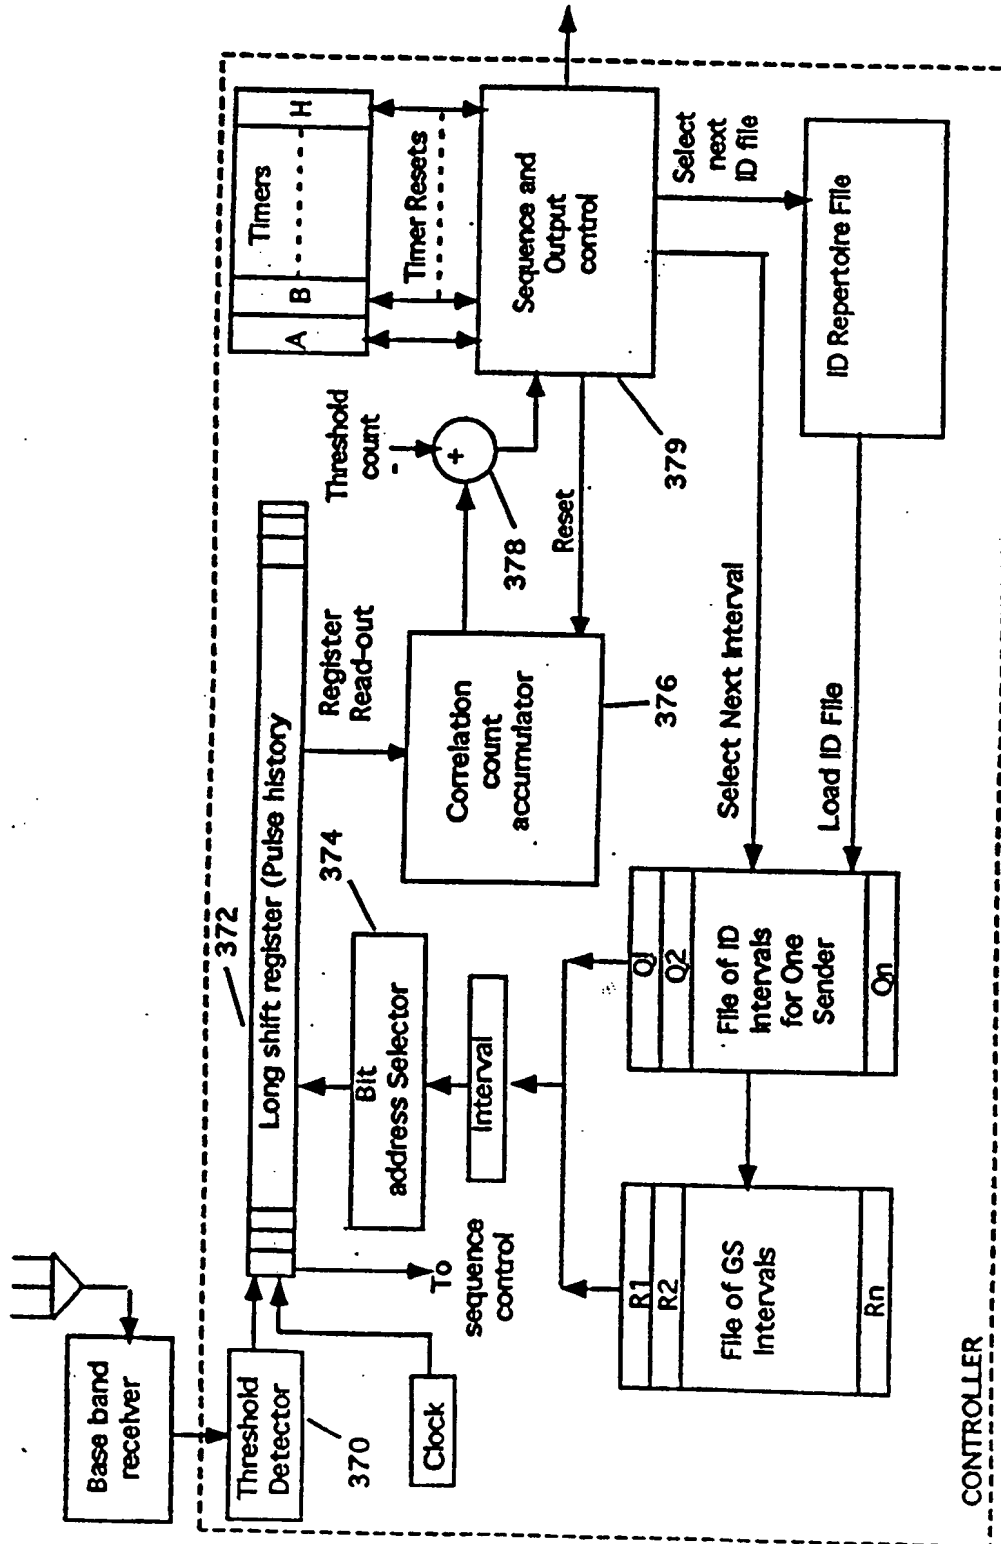 Base band
receiver
Threshold
Detector
370
Clock
372
Long shift register (Pulse history
To
sequence
control
374
Bit
address Selector
Interval
Register
Read-out
Correlation
count
accumulator
376
Threshold
count
-
+
378
Reset
A
B
Timers
H
Timer Resets
Sequence and
Output
control
379
Select
next
ID file
ID Repertoire File
Select Next Interval
Load ID File
Q1
Q2
File of ID
Intervals
for One
Sender
Qn
R1
R2
File of GS
Intervals
Rn
CONTROLLER